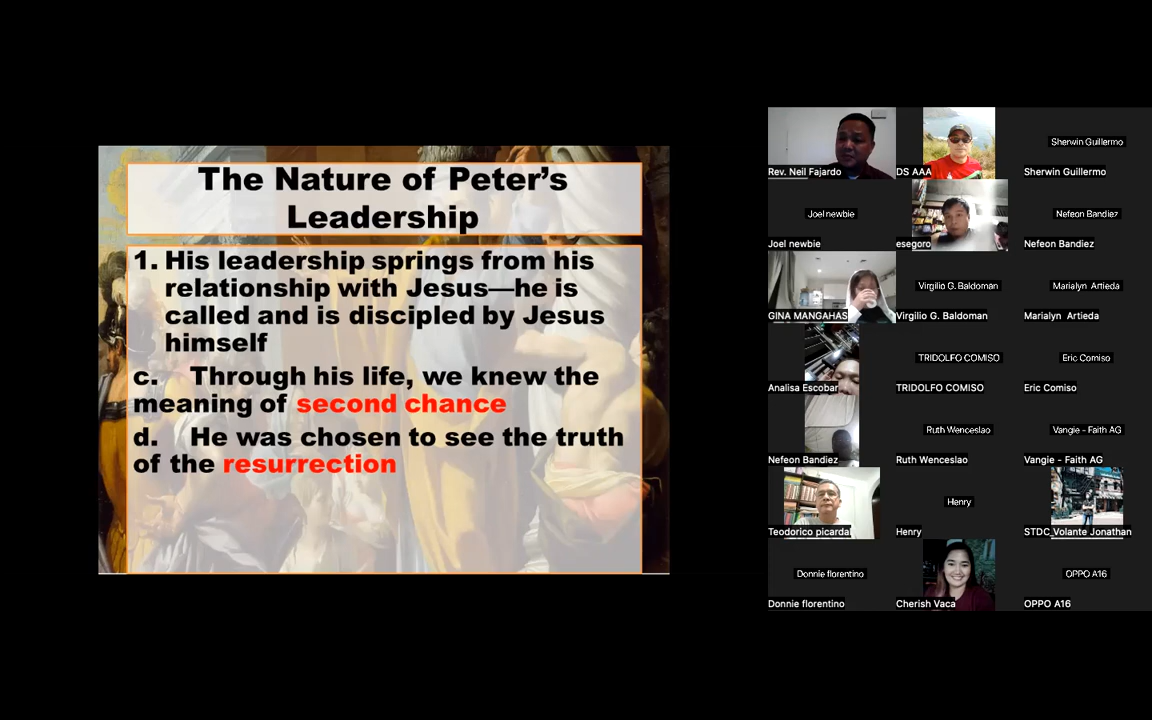 The Nature of Peter’s
Leadership
1. His leadership springs from his
relationship with Jesus—he is
called and is discipled by Jesus
himself
c. Through his life, we knew the
meaning of second chance
d. He was chosen to see the truth
of the resurrection
Rev. Neil Fajardo
DS AAA
Sherwin Guillermo
Sherwin Guillermo
Joel newbie
Joel newbie
esegoro
Nefeon Bandiez
Nefeon Bandiez
GINA MANGAHAS
Virgilio G. Baldoman
Virgilio G. Baldoman
Marialyn Artieda
Marialyn Artieda
Analisa Escobar
TRIDOLFO COMISO
TRIDOLFO COMISO
Eric Comiso
Eric Comiso
Nefeon Bandiez
Ruth Wenceslao
Ruth Wenceslao
Vangie - Faith AG
Vangie - Faith AG
Teodorico picardal
Henry
Henry
STDC_Volante Jonathan
Donnie florentino
Donnie florentino
Cherish Vaca
OPPO A16
OPPO A16